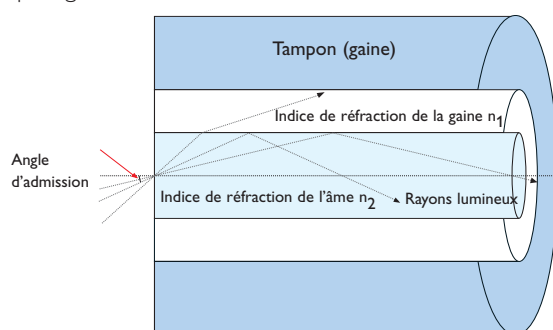 Tampon (gaine)
Indice de réfraction de la gaine n1
Angle
d'admission
Indice de réfraction de l'âme n2
Rayons lumineux